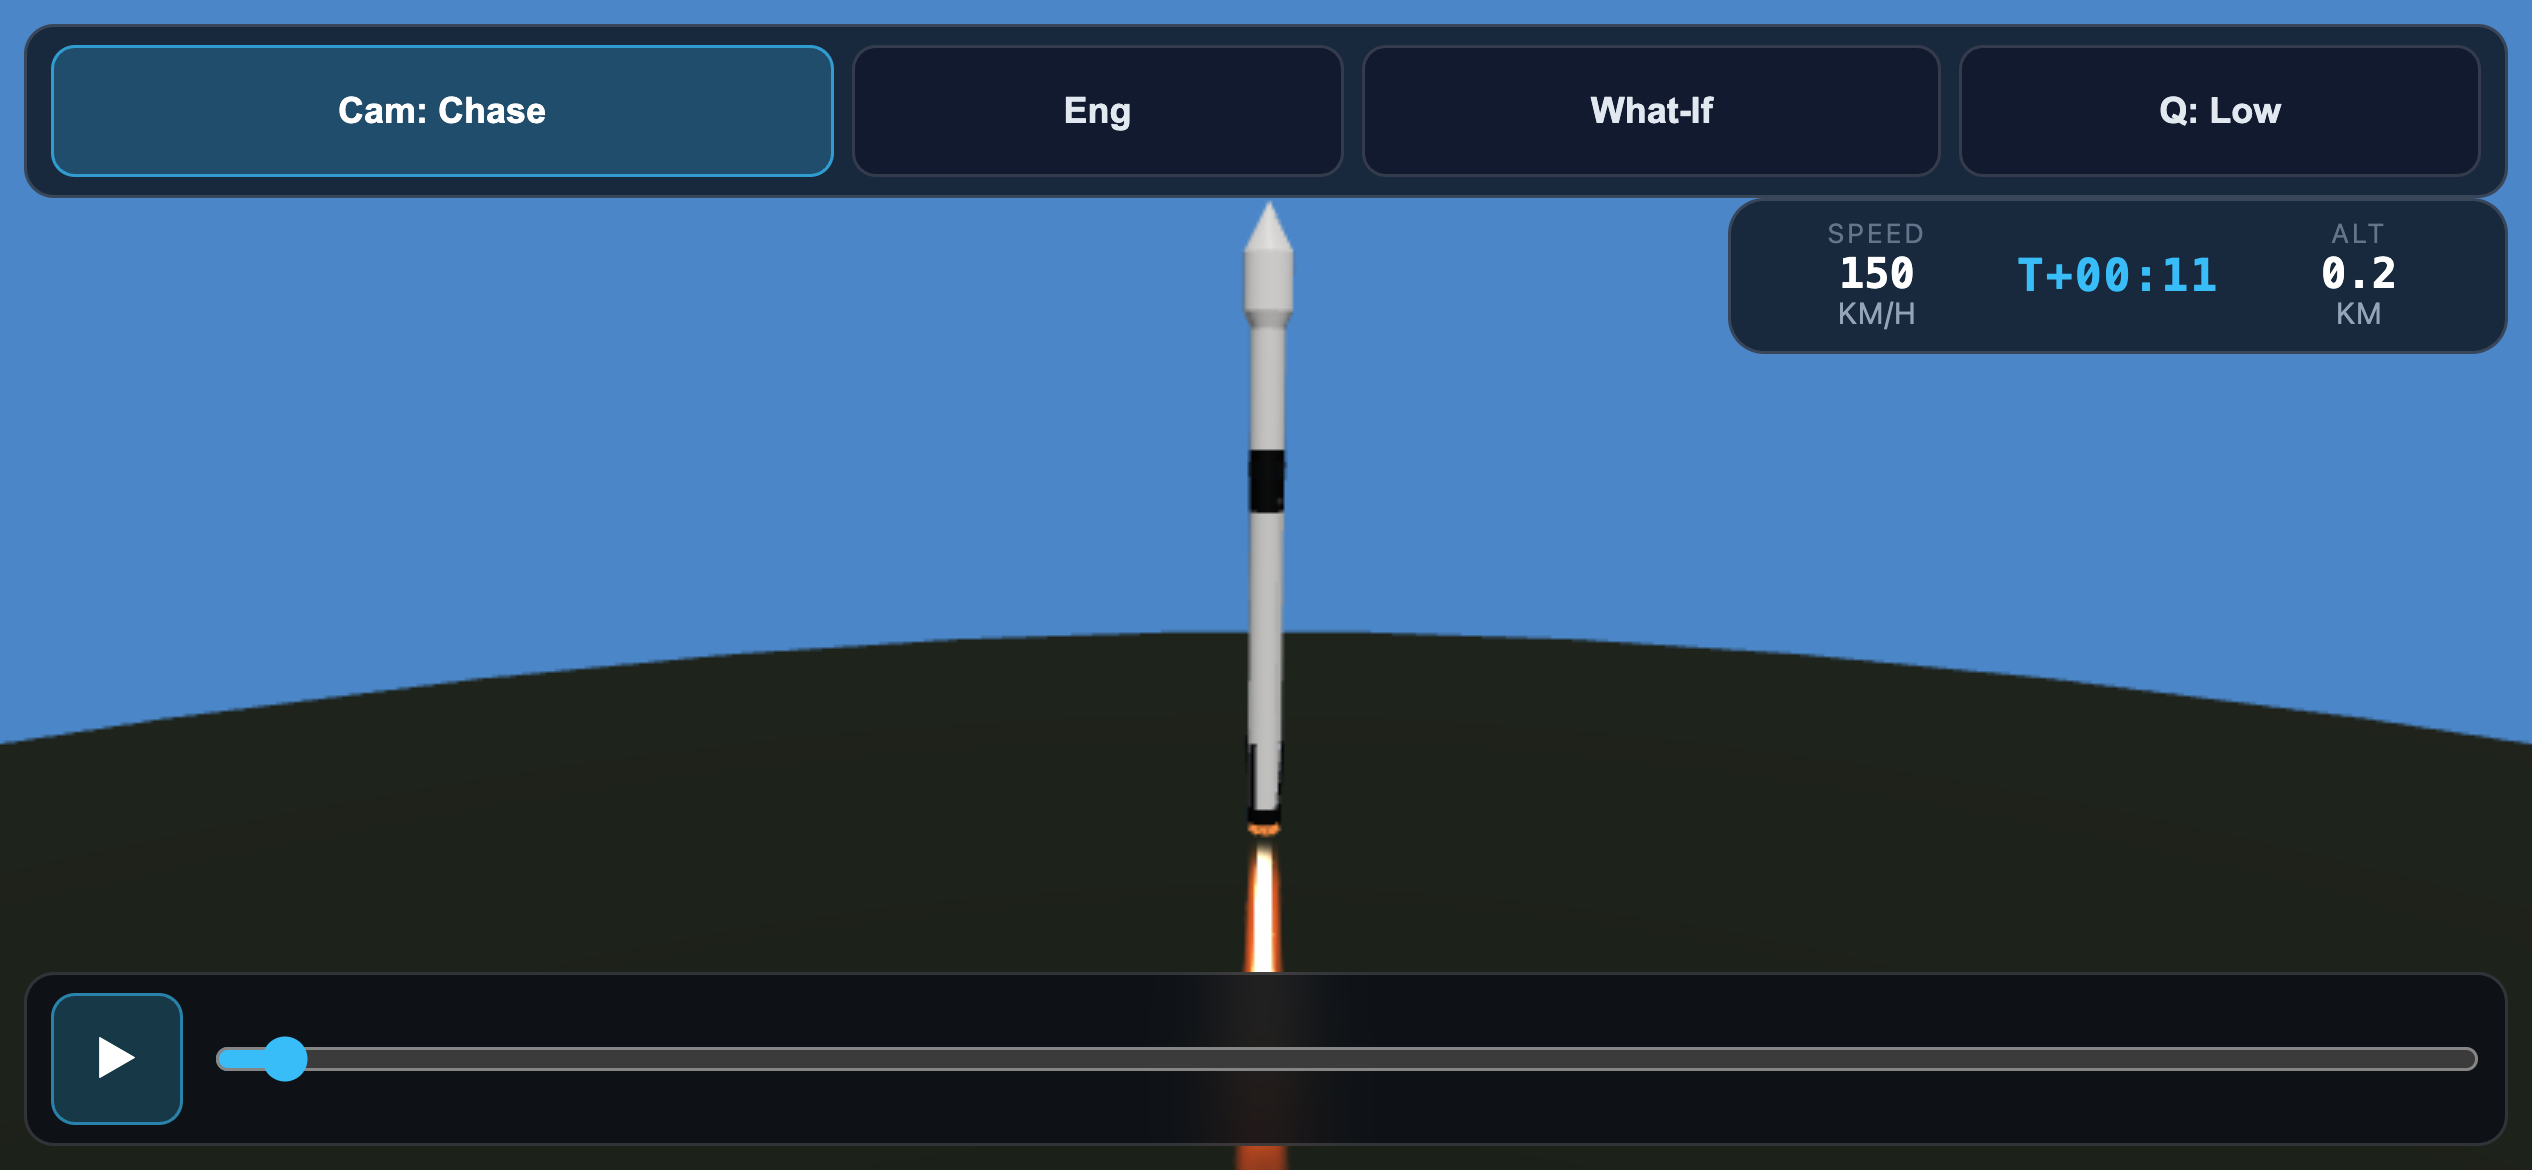 Cam: Chase
Eng
What-If
Q: Low
SPEED
150
KM/H
T+00:11
ALT
0.2
KM